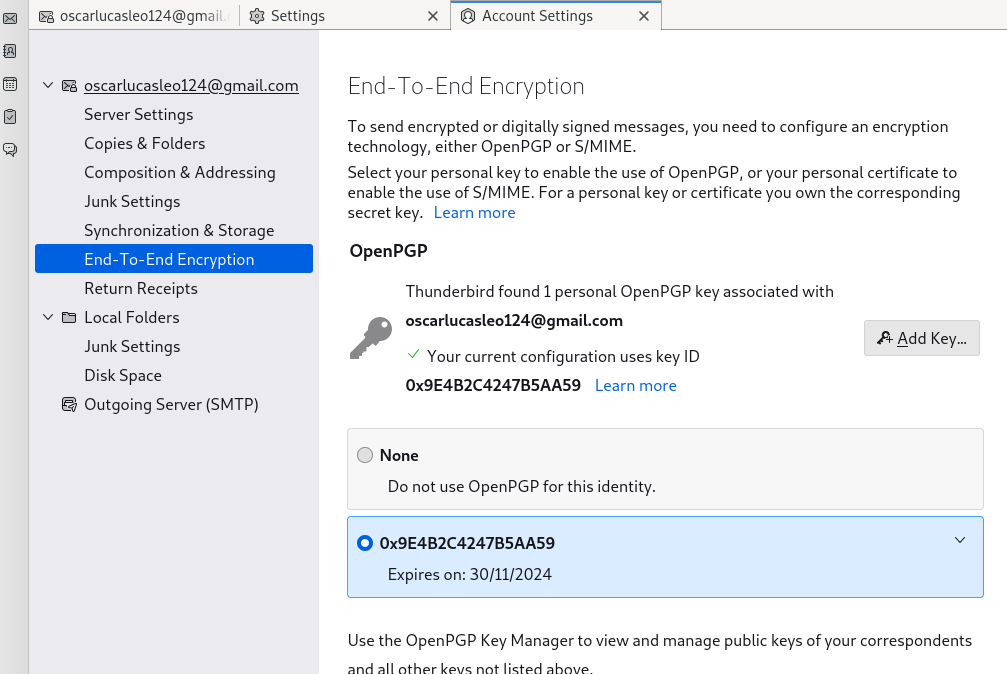 oscarlucasleo124@gmail.
Settings
Account Settings
oscarlucasleo124@gmail.com
Server Settings
Copies & Folders
Composition & Addressing
Junk Settings
Synchronization & Storage
End-To-End Encryption
Return Receipts
Local Folders
Junk Settings
Disk Space
Outgoing Server (SMTP)
End-To-End Encryption
To send encrypted or digitally signed messages, you need to configure an encryption
technology, either OpenPGP or S/MIME.
Select your personal key to enable the use of OpenPGP, or your personal certificate to
enable the use of S/MIME. For a personal key or certificate you own the corresponding
secret key. Learn more
OpenPGP
Thunderbird found 1 personal OpenPGP key associated with
oscarlucasleo124@gmail.com
Your current configuration uses key ID
0x9E4B2C4247B5AA59 Learn more
Add Key...
None
Do not use OpenPGP for this identity.
0x9E4B2C4247B5AA59
Expires on: 30/11/2024
Use the OpenPGP Key Manager to view and manage public keys of your correspondents
and all other keys not listed above.